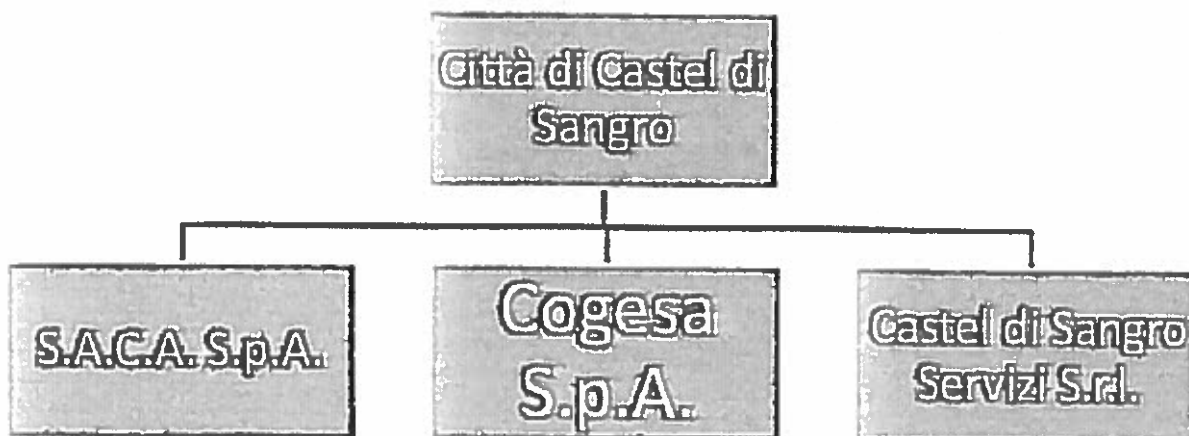 Città di Castel di
Sangro
S.A.C.A. S.p.A.
Cogesa
S.p.A.
Castel di Sangro
Servizi S.r.l.